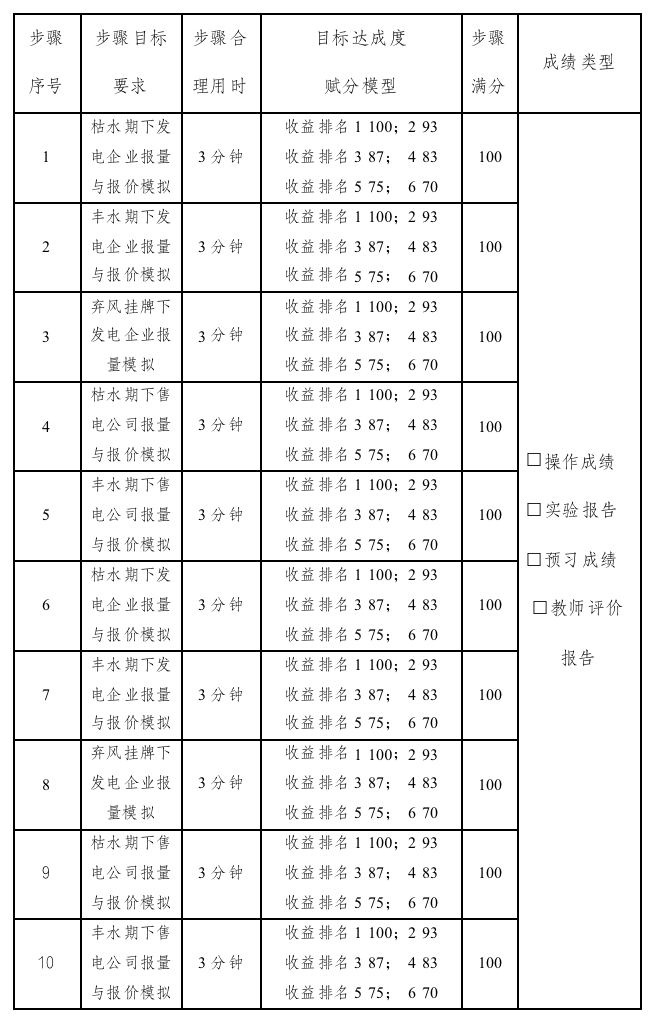 步骤 步骤目标 步骤合 目标达成度 步骤 成绩类型
序号 要求 理用时 赋分模型 满分
枯水期下发 收益排名1 100；2 93
1 电企业报量 3分钟 收益排名3 87； 4 83 100
与报价模拟 收益排名5 75； 6 70
丰水期下发 收益排名1 100；2 93
2 电企业报量 3分钟 收益排名3 87； 4 83 100
与报价模拟 收益排名5 75； 6 70
弃风挂牌下 收益排名1 100；2 93
3 发电企业报 3分钟 收益排名3 87； 4 83 100
量模拟 收益排名5 75； 6 70
枯水期下售 收益排名1 100；2 93
4 电公司报量 3分钟 收益排名3 87； 4 83 100
与报价模拟 收益排名5 75； 6 70
丰水期下售 收益排名1 100；2 93
5 电公司报量 3分钟 收益排名3 87； 4 83 100
与报价模拟 收益排名5 75； 6 70
枯水期下发 收益排名1 100；2 93
6 电企业报量 3分钟 收益排名3 87； 4 83 100
与报价模拟 收益排名5 75； 6 70
丰水期下发 收益排名1 100；2 93
7 电企业报量 3分钟 收益排名3 87； 4 83 100
与报价模拟 收益排名5 75； 6 70
弃风挂牌下 收益排名1 100；2 93
8 发电企业报 3分钟 收益排名3 87； 4 83 100
量模拟 收益排名5 75； 6 70
枯水期下售 收益排名1 100；2 93
9 电公司报量 3分钟 收益排名3 87； 4 83 100
与报价模拟 收益排名5 75； 6 70
丰水期下售 收益排名1 100；2 93
10 电公司报量 3分钟 收益排名3 87； 4 83 100
与报价模拟 收益排名5 75； 6 70
□操作成绩
□实验报告
□预习成绩
□教师评价
报告